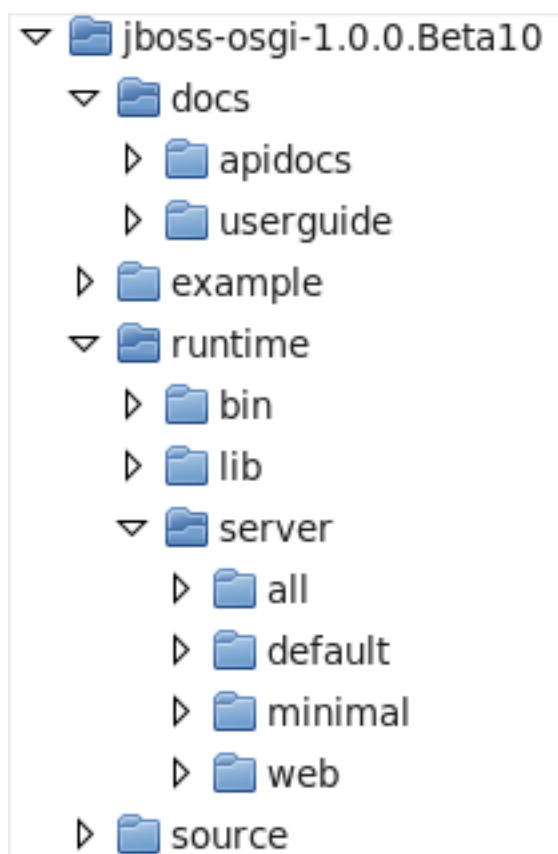 jboss-osgi-1.0.0.Beta10
docs
apidocs
userguide
example
runtime
bin
lib
server
all
default
minimal
web
source